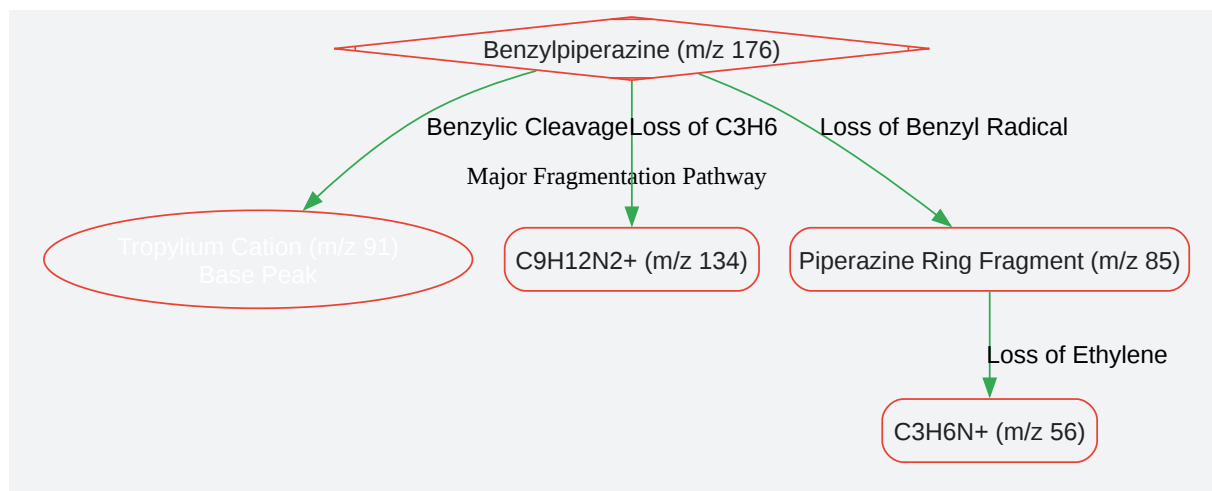 Benzylpiperazine (m/z 176)
Benzylic Cleavage
Loss of C3H6
Loss of Benzyl Radical
Major Fragmentation Pathway
Tropylium Cation (m/z 91)
Base Peak
C9H12N2+ (m/z 134)
Piperazine Ring Fragment (m/z 85)
Loss of Ethylene
C3H6N+ (m/z 56)